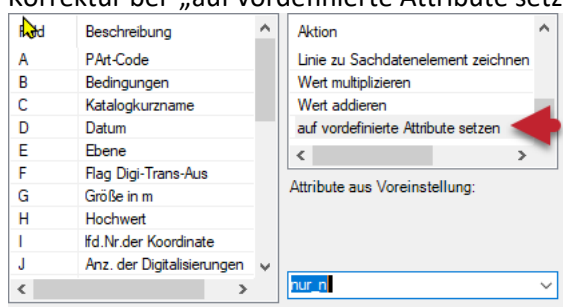 Korrektur bei „auf vordefinierte Attribute setz
Beschreibung
A PArt-Code
B Bedingungen
C Katalogkurzname
D Datum
E Ebene
F Flag Digi-Trans-Aus
G Größe in m
H Hochwert
I lfd.Nr.der Koordinate
J Anz. der Digitalisierungen
Aktion
Linie zu Sachdatenelement zeichnen
Wert multiplizieren
Wert addieren
auf vordefinierte Attribute setzen
Attribute aus Voreinstellung:
nur_n